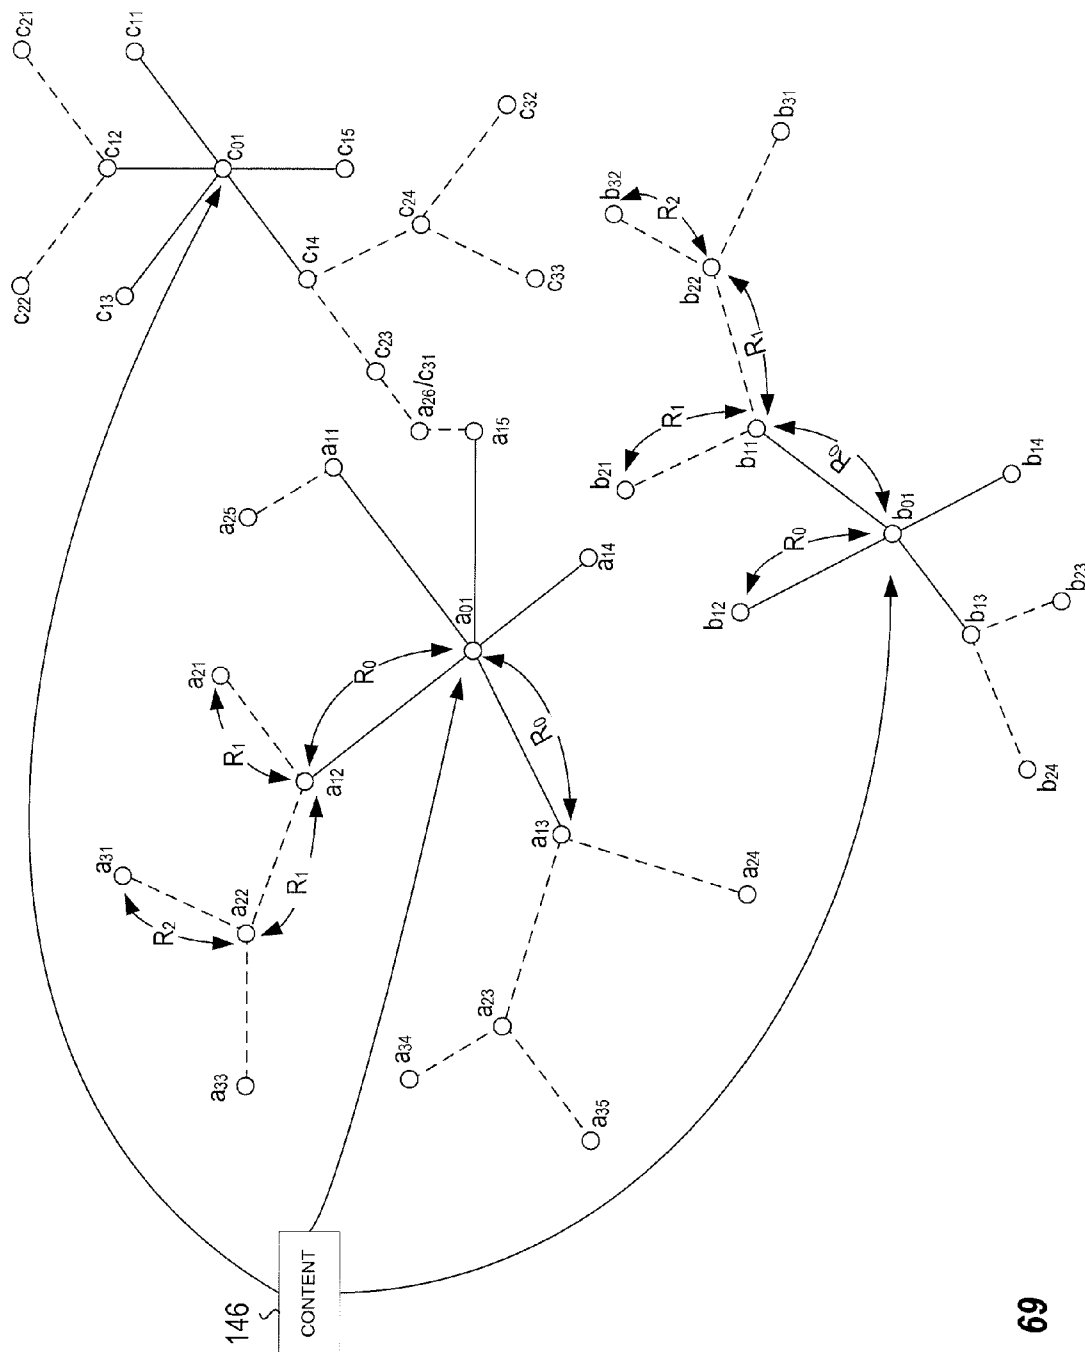 c21
c11
c12
c01
c15
c22
c13
c14
c24
c32
c33
c23
a26/c31
a15
a11
a25
a14
a01
R0
R0
a21
R1
a12
R1
a31
a22
R2
a33
a13
a24
a23
a34
a35
b31
b32
R2
b22
R1
R1
b21
b11
R0
b14
b01
R0
b12
b13
b23
b24
146
CONTENT
69